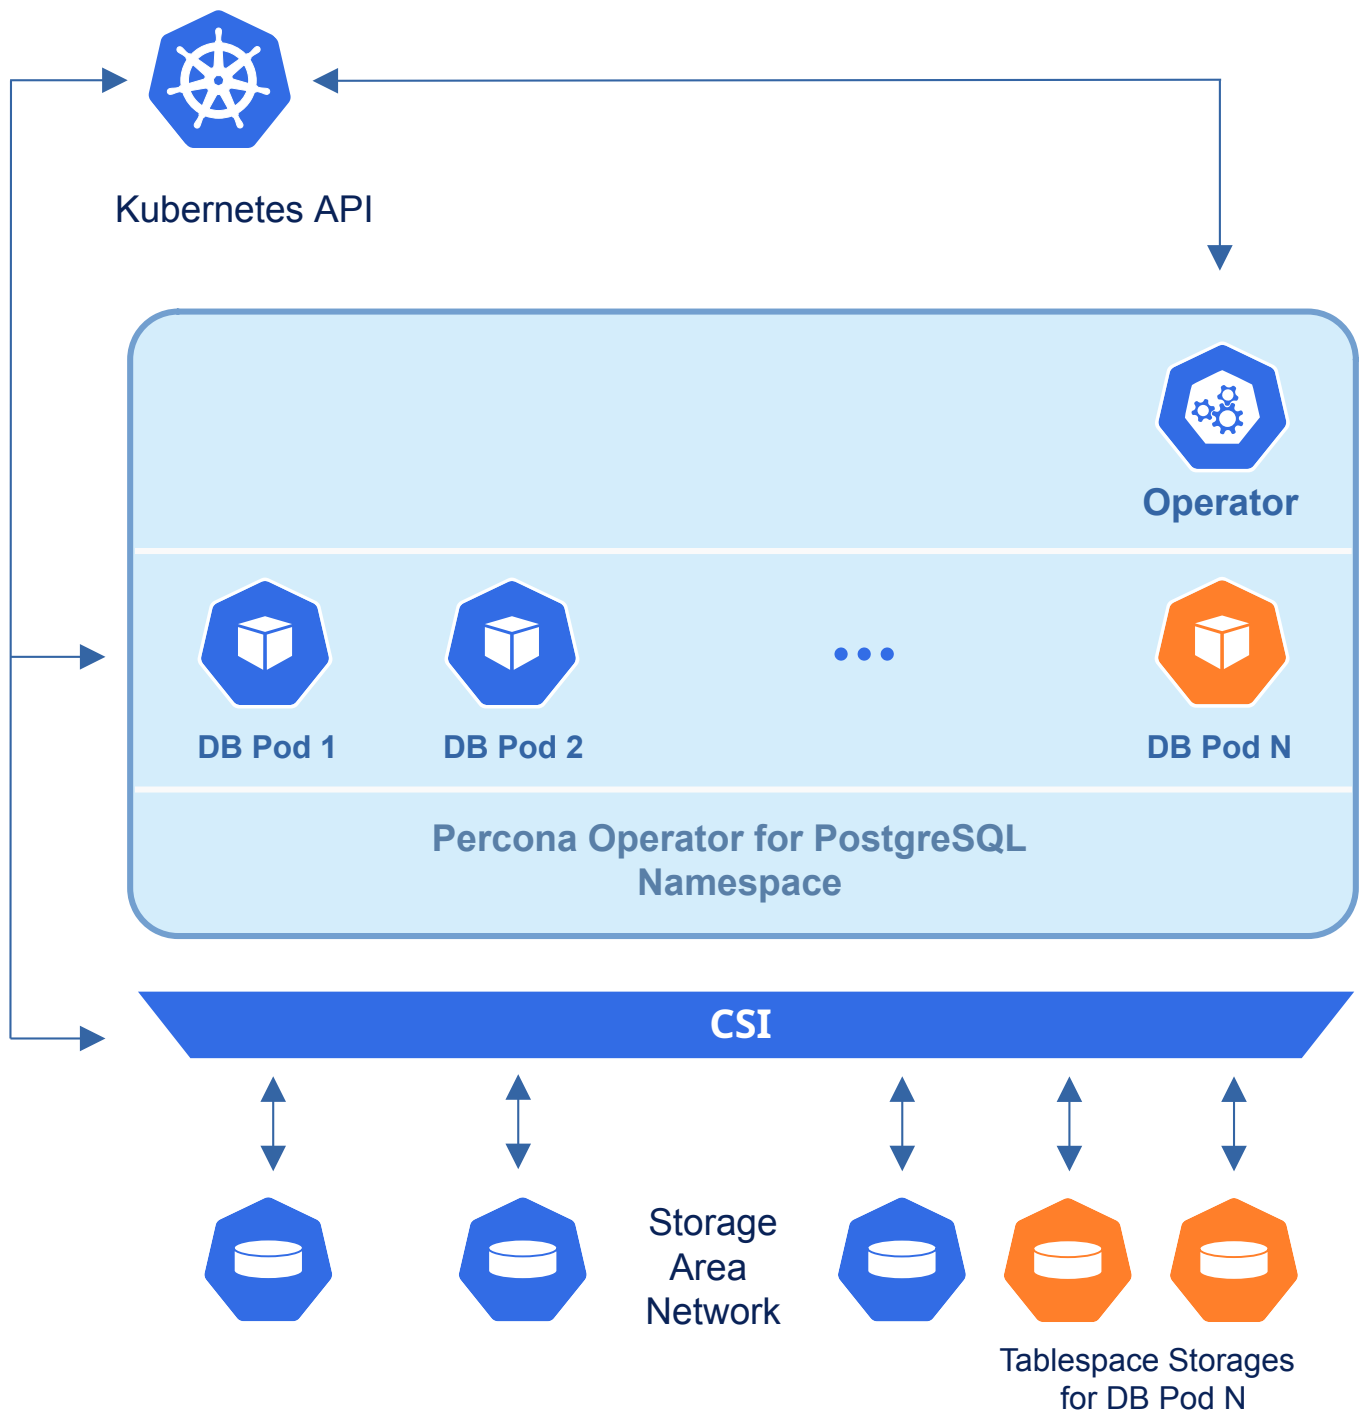 Kubernetes API
Operator
DB Pod 1
DB Pod 2
DB Pod N
Percona Operator for PostgreSQL
Namespace
CSI
Storage
Area
Network
Tablespace Storages
for DB Pod N